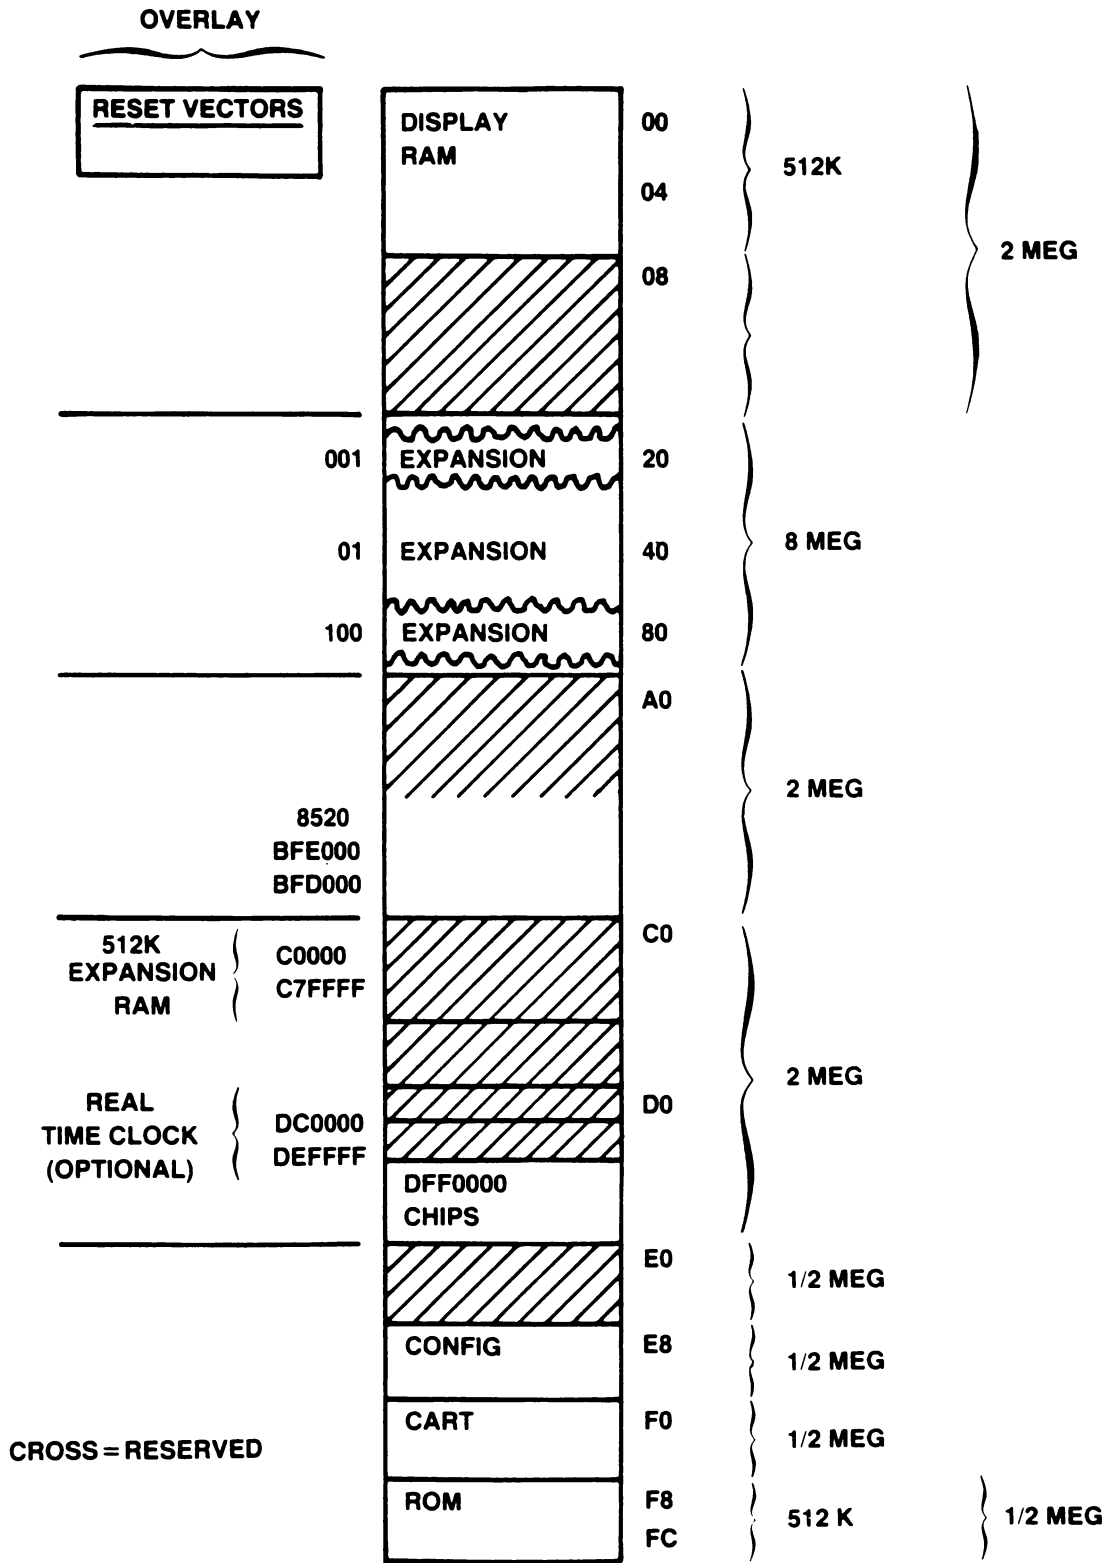 OVERLAY
RESET VECTORS
DISPLAY
RAM
00
04
512K
2 MEG
08
001
EXPANSION
20
01
EXPANSION
40
8 MEG
100
EXPANSION
80
A0
2 MEG
8520
BFE000
BFD000
C0
512K
EXPANSION
RAM
C0000
C7FFFF
2 MEG
D0
REAL
TIME CLOCK
(OPTIONAL)
DC0000
DEFFFF
DFF0000
CHIPS
E0
1/2 MEG
CONFIG
E8
1/2 MEG
CART
F0
1/2 MEG
CROSS = RESERVED
ROM
F8
FC
512 K
1/2 MEG